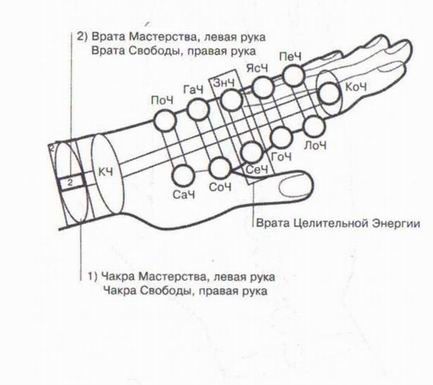 2) Врата Мастерства, левая рука
Врата Свободы, правая рука
ПоЧ
ГаЧ
ЗнЧ
ЯсЧ
ПеЧ
КоЧ
2
2
КЧ
СаЧ
СоЧ
СеЧ
ГоЧ
ЛоЧ
Врата Целительной Энергии
1) Чакра Мастерства, левая рука
Чакра Свободы, правая рука